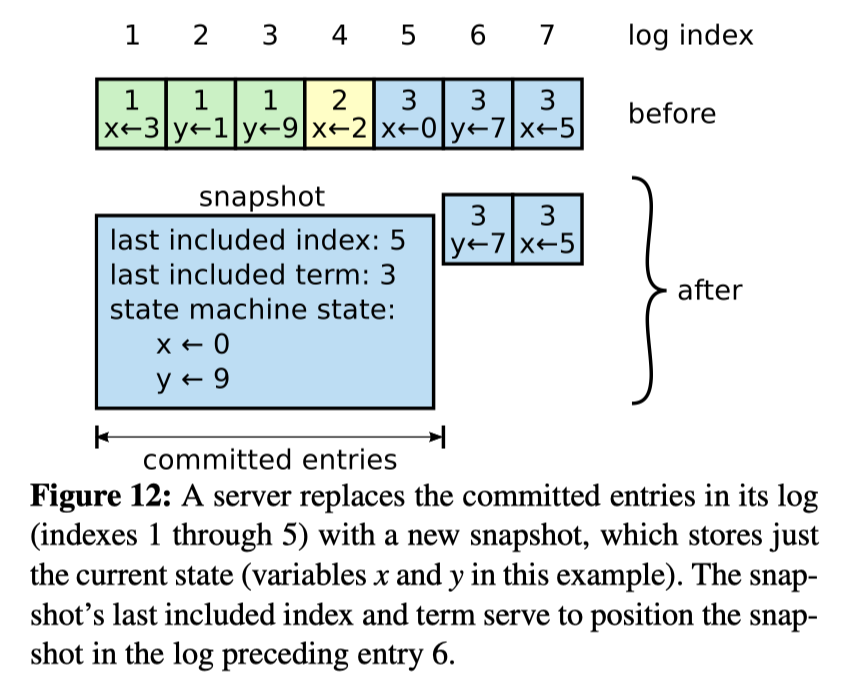 1 2 3 4 5 6 7 log index
1 1 1 2 3 3 3
x←3 y←1 y←9 x←2 x←0 y←7 x←5
before
snapshot
3 3
y←7 x←5
last included index: 5
last included term: 3
state machine state:
x ← 0
y ← 9
after
committed entries
Figure 12: A server replaces the committed entries in its log
(indexes 1 through 5) with a new snapshot, which stores just
the current state (variables x and y in this example). The snap-
shot’s last included index and term serve to position the snap-
shot in the log preceding entry 6.